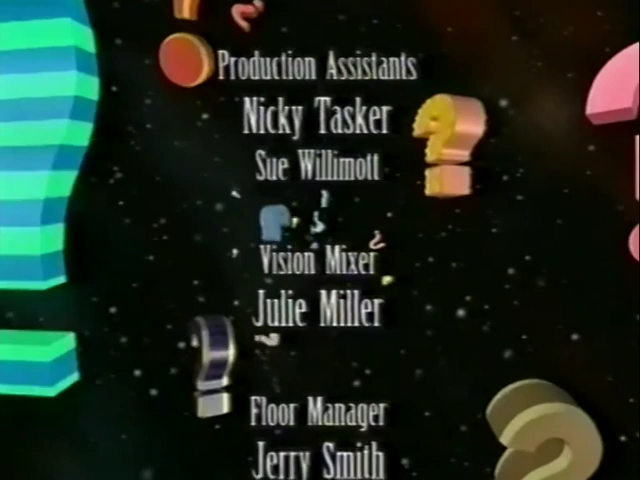 Production Assistants
Nicky Tasker
Sue Willimott
Vision Mixer
Julie Miller
Floor Manager
Jerry Smith